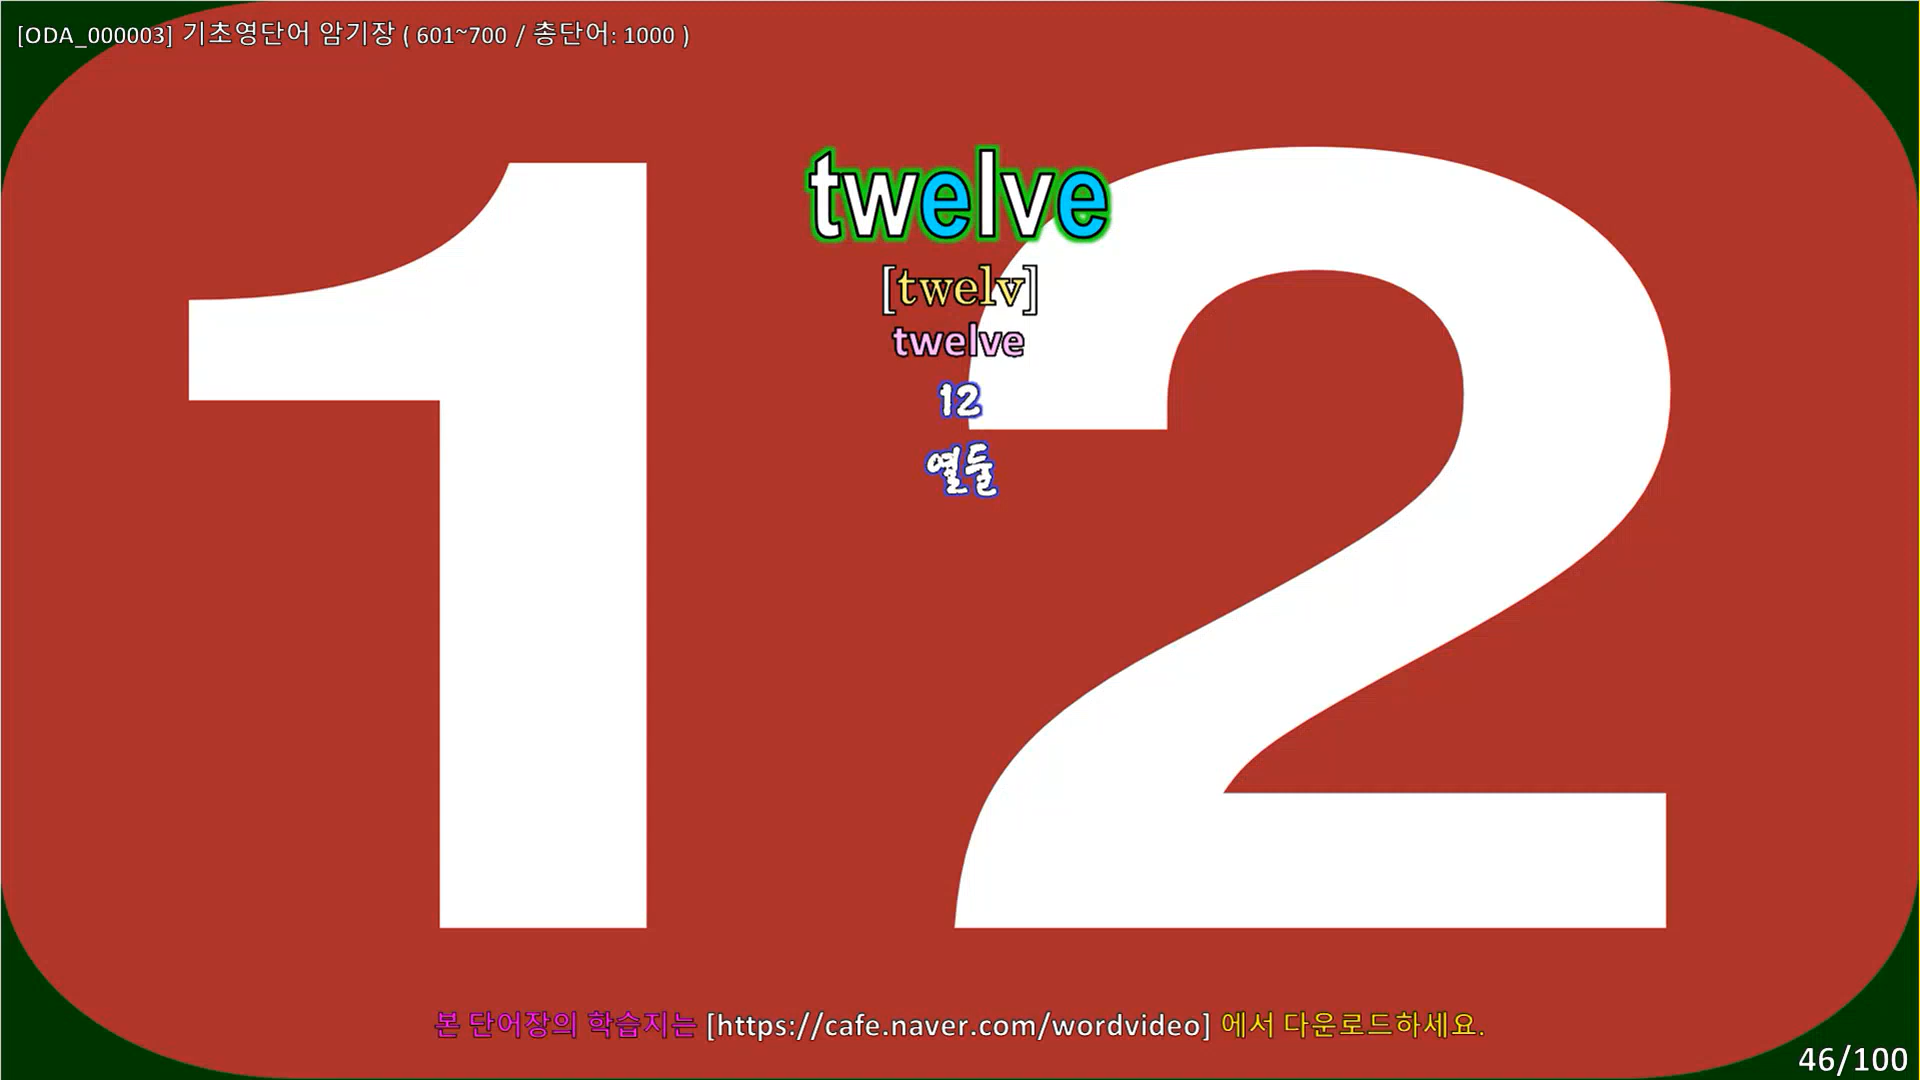 [ODA_000003] 기초영단어 암기장 ( 601~700 / 총단어: 1000 )
12
twelve
[twelv]
twelve
12
열둘
본 단어장의 학습지는 [https://cafe.naver.com/wordvideo] 에서 다운로드하세요.
46/100